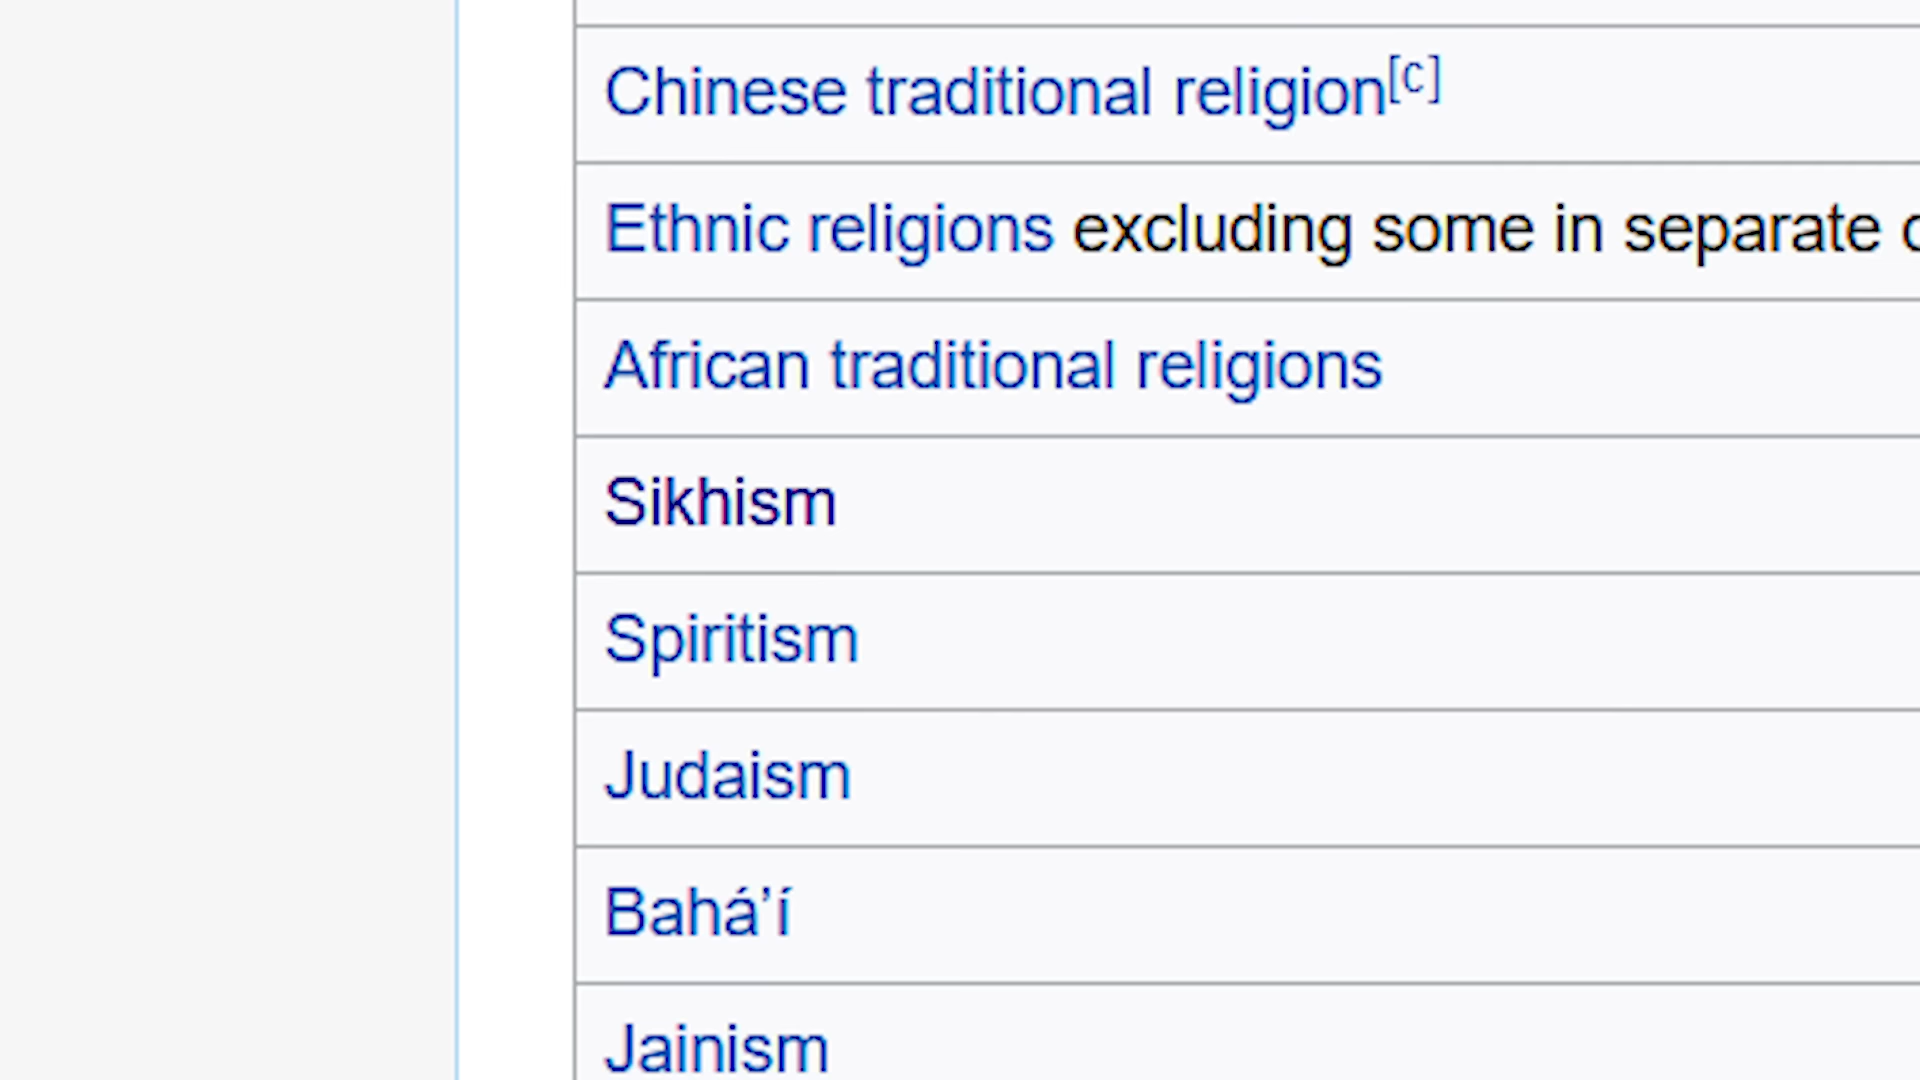 Chinese traditional religion[c]
Ethnic religions excluding some in separate
African traditional religions
Sikhism
Spiritism
Judaism
Bahá’í
Jainism